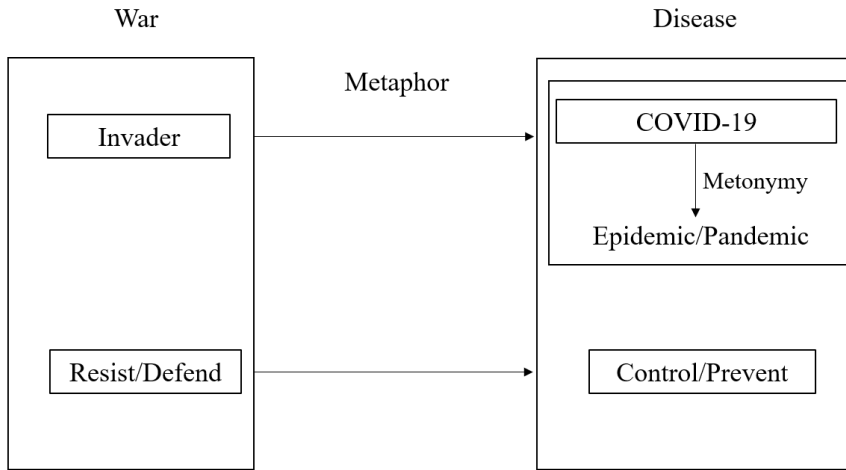 War
Disease
Metaphor
Invader
COVID-19
Metonymy
Epidemic/Pandemic
Resist/Defend
Control/Prevent